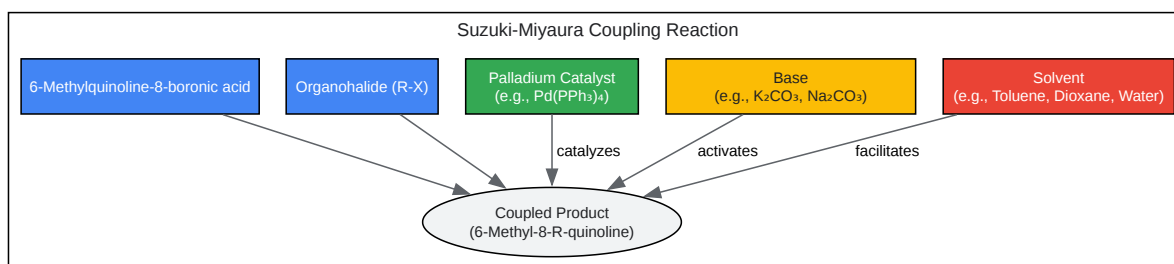 Suzuki-Miyaura Coupling Reaction
6-Methylquinoline-8-boronic acid
Organohalide (R-X)
Palladium Catalyst
(e.g., Pd(PPh₃)₄)
Base
(e.g., K₂CO₃, Na₂CO₃)
Solvent
(e.g., Toluene, Dioxane, Water)
catalyzes
activates
facilitates
Coupled Product
(6-Methyl-8-R-quinoline)